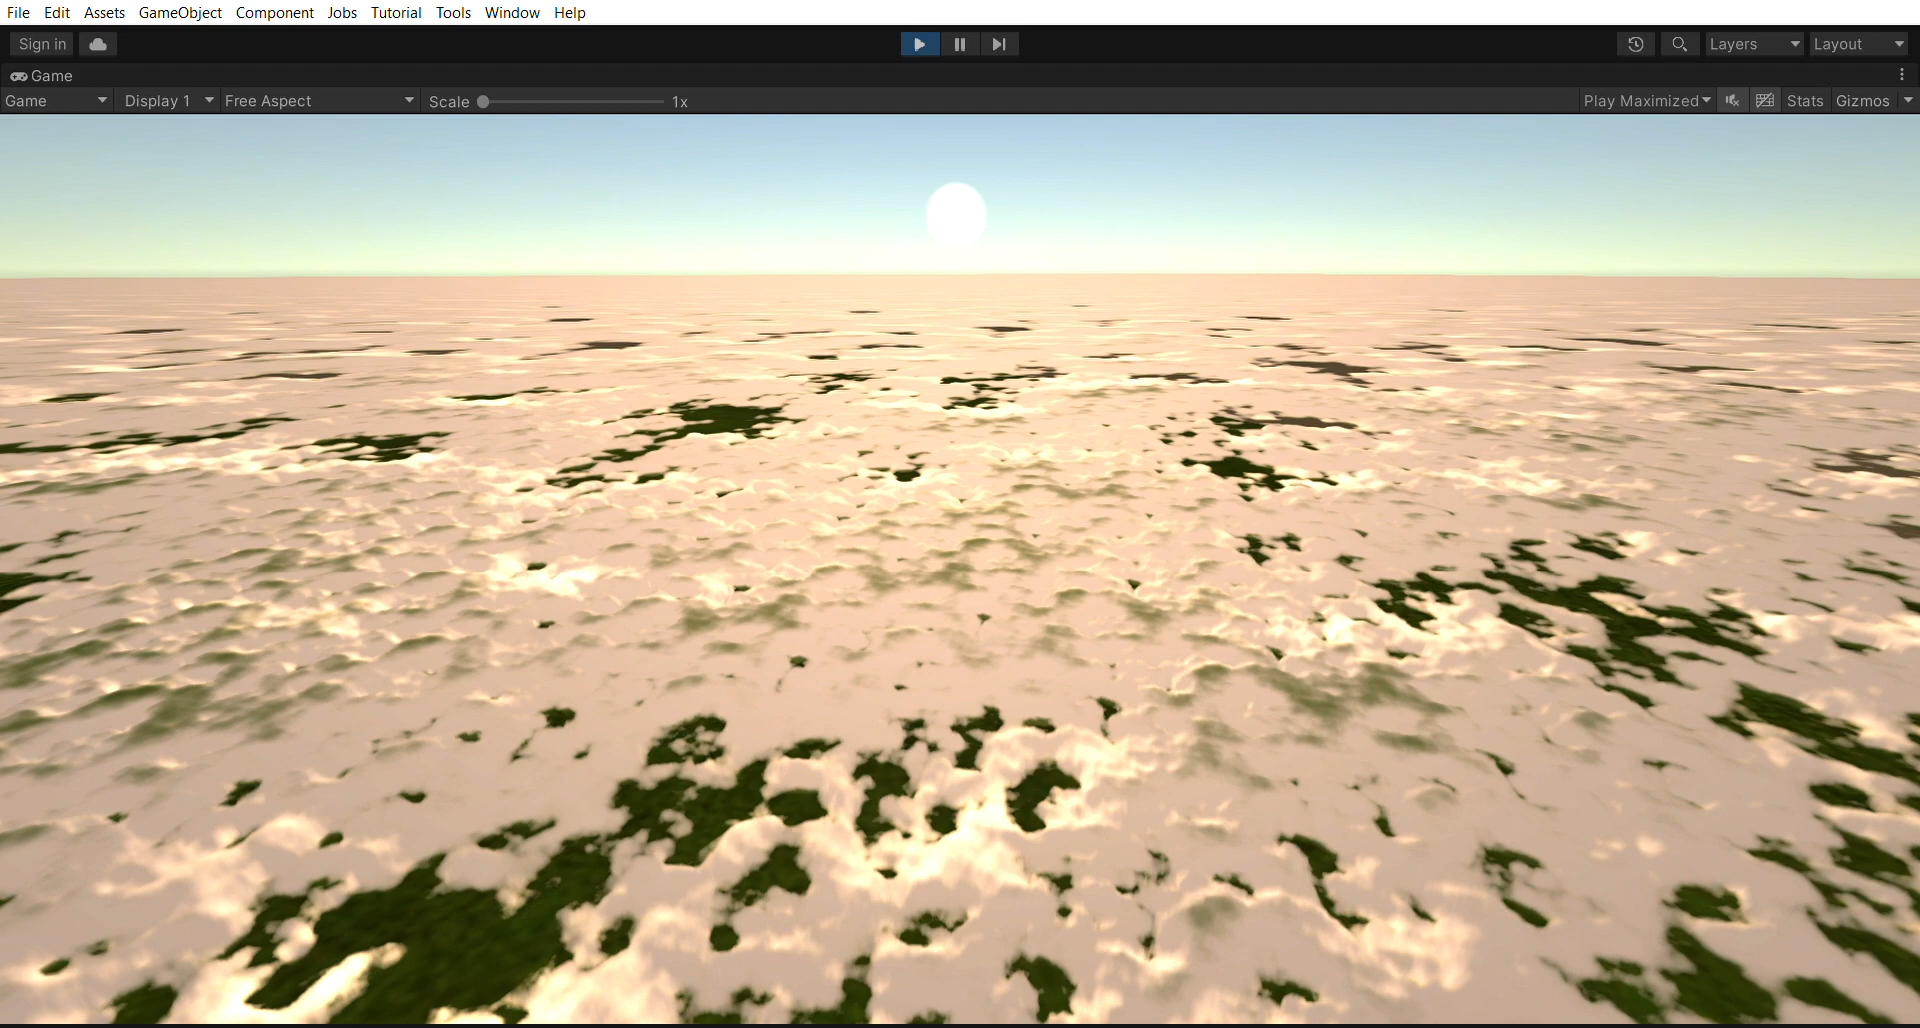 File Edit Assets GameObject Component Jobs Tutorial Tools Window Help
Sign in Layers Layout
Game
Game Display 1 Free Aspect Scale 1x Play Maximized Stats Gizmos